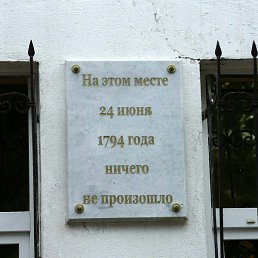 На этом месте
24 июня
1794 года
ничего
не произошло